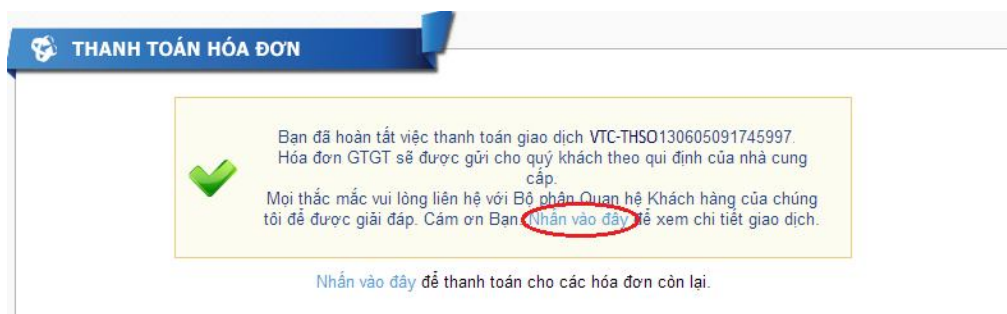 THANH TOÁN HÓA ĐƠN
Bạn đã hoàn tất việc thanh toán giao dịch VTC-THSO130605091745997.
Hóa đơn GTGT sẽ được gửi cho quý khách theo qui định của nhà cung
cấp.
Mọi thắc mắc vui lòng liên hệ với Bộ phận Quan hệ Khách hàng của chúng
tôi để được giải đáp. Cám ơn Bạn. Nhấn vào đây để xem chi tiết giao dịch.
Nhấn vào đây để thanh toán cho các hóa đơn còn lại.